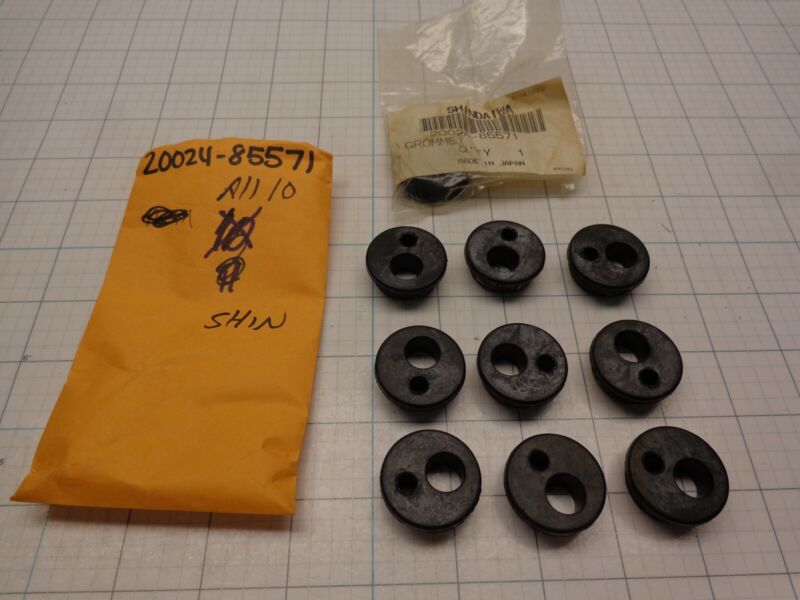 20024-85571
All 10
SHIN
SHINDAIWA
20024-85571
GROMMET
Q'TY 1
MADE IN JAPAN